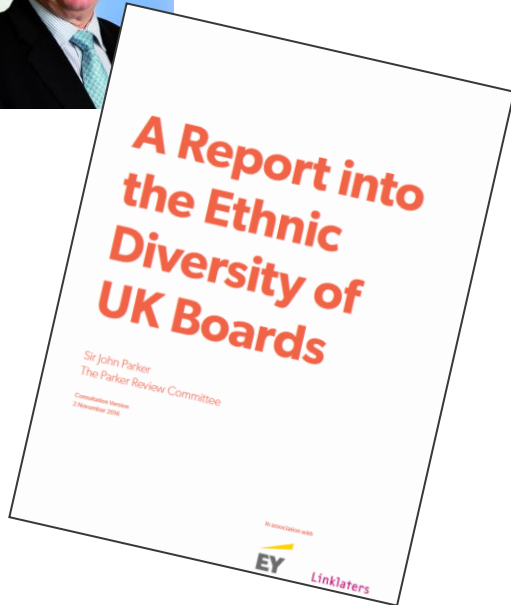 A Report into
the Ethnic
Diversity of
UK Boards
Sir John Parker
The Parker Review Committee
Consultation Version
2 November 2016
In association with
EY
Linklaters